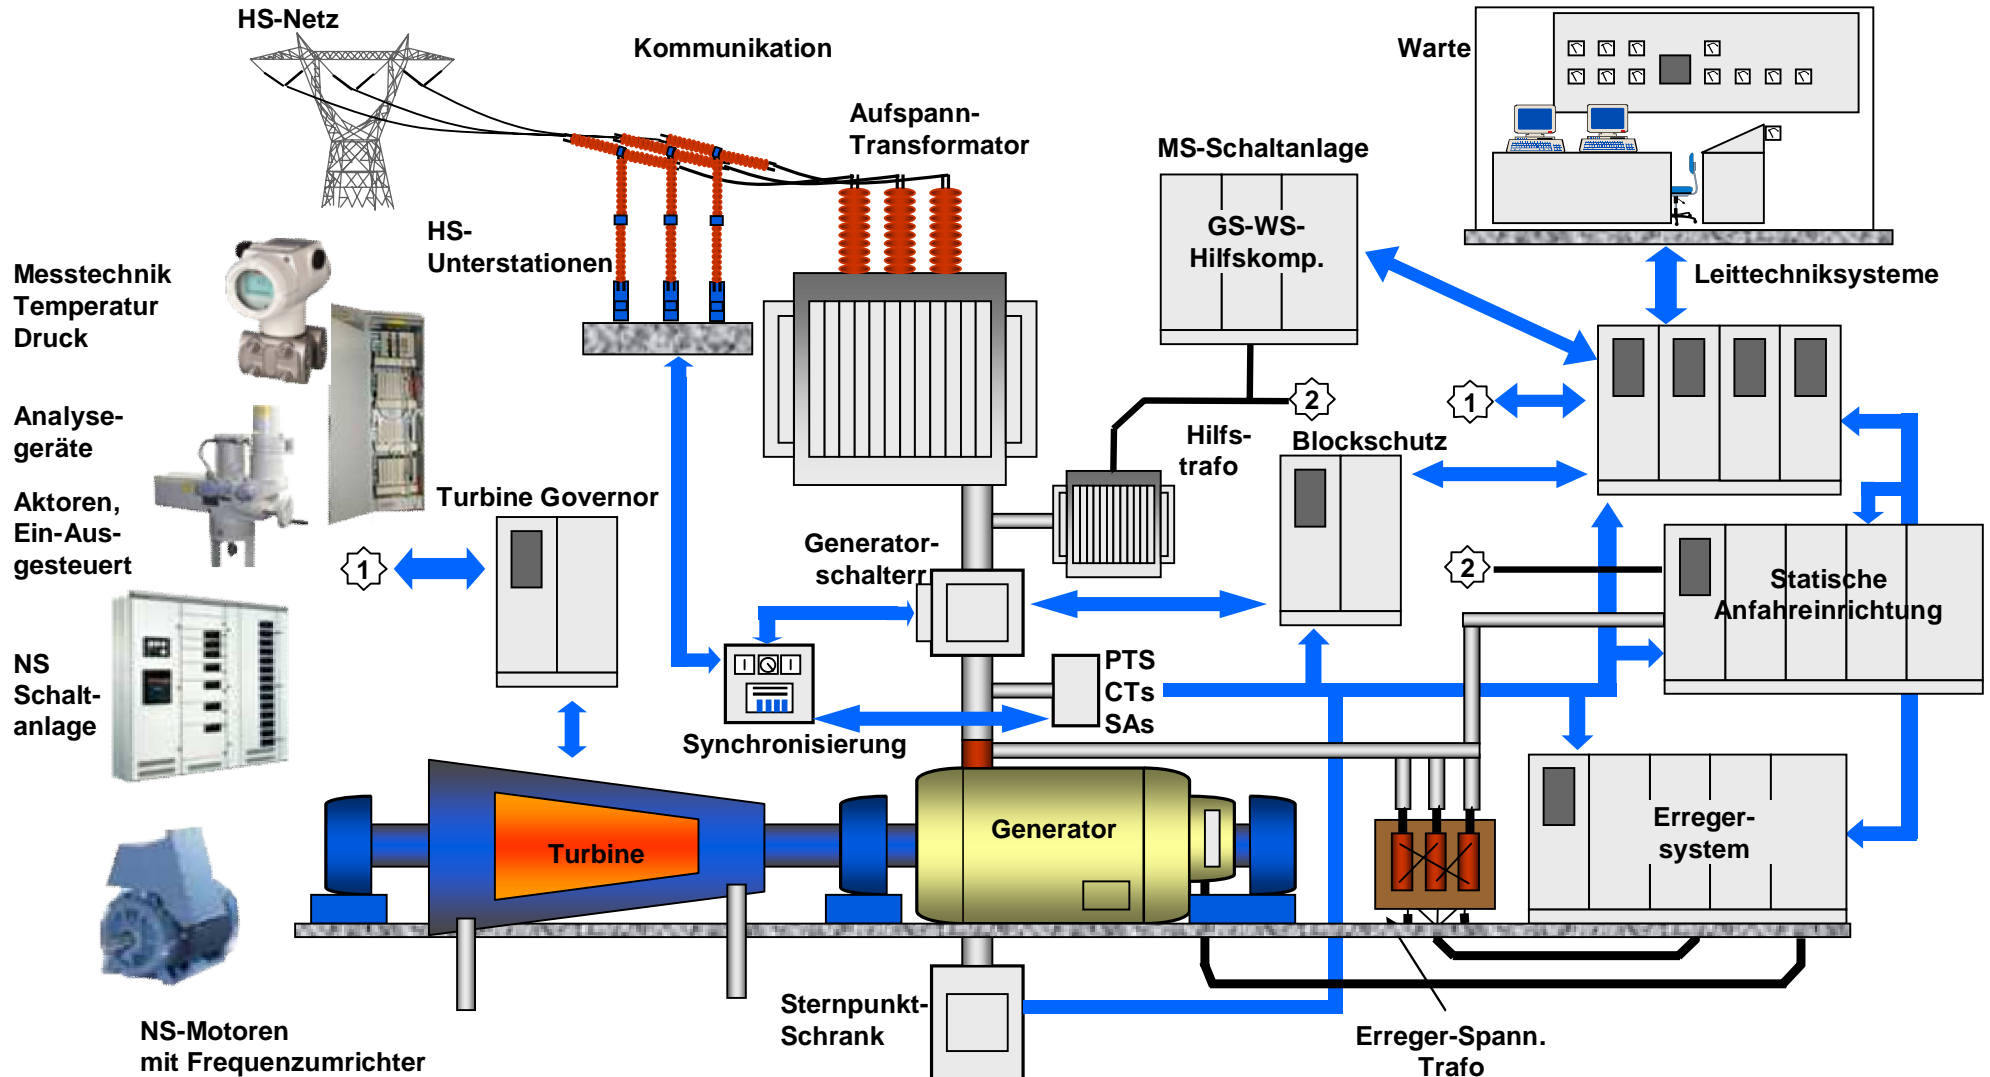 HS-Netz
Kommunikation
Warte
Aufspann-
Transformator
MS-Schaltanlage
GS-WS-
Hilfskomp.
HS-
Unterstationen
Leittechniksysteme
Messtechnik
Temperatur
Druck
1
2
Analyse-
geräte
Hilfs-
trafo
Blockschutz
Aktoren,
Ein-Aus-
gesteuert
Turbine Governor
1
Generator-
schalterr
2
Statische
Anfahreinrichtung
NS
Schalt-
anlage
PTS
CTs
SAs
Synchronisierung
Turbine
Generator
Erreger-
system
Sternpunkt-
Schrank
Erreger-Spann.
Trafo
NS-Motoren
mit Frequenzumrichter